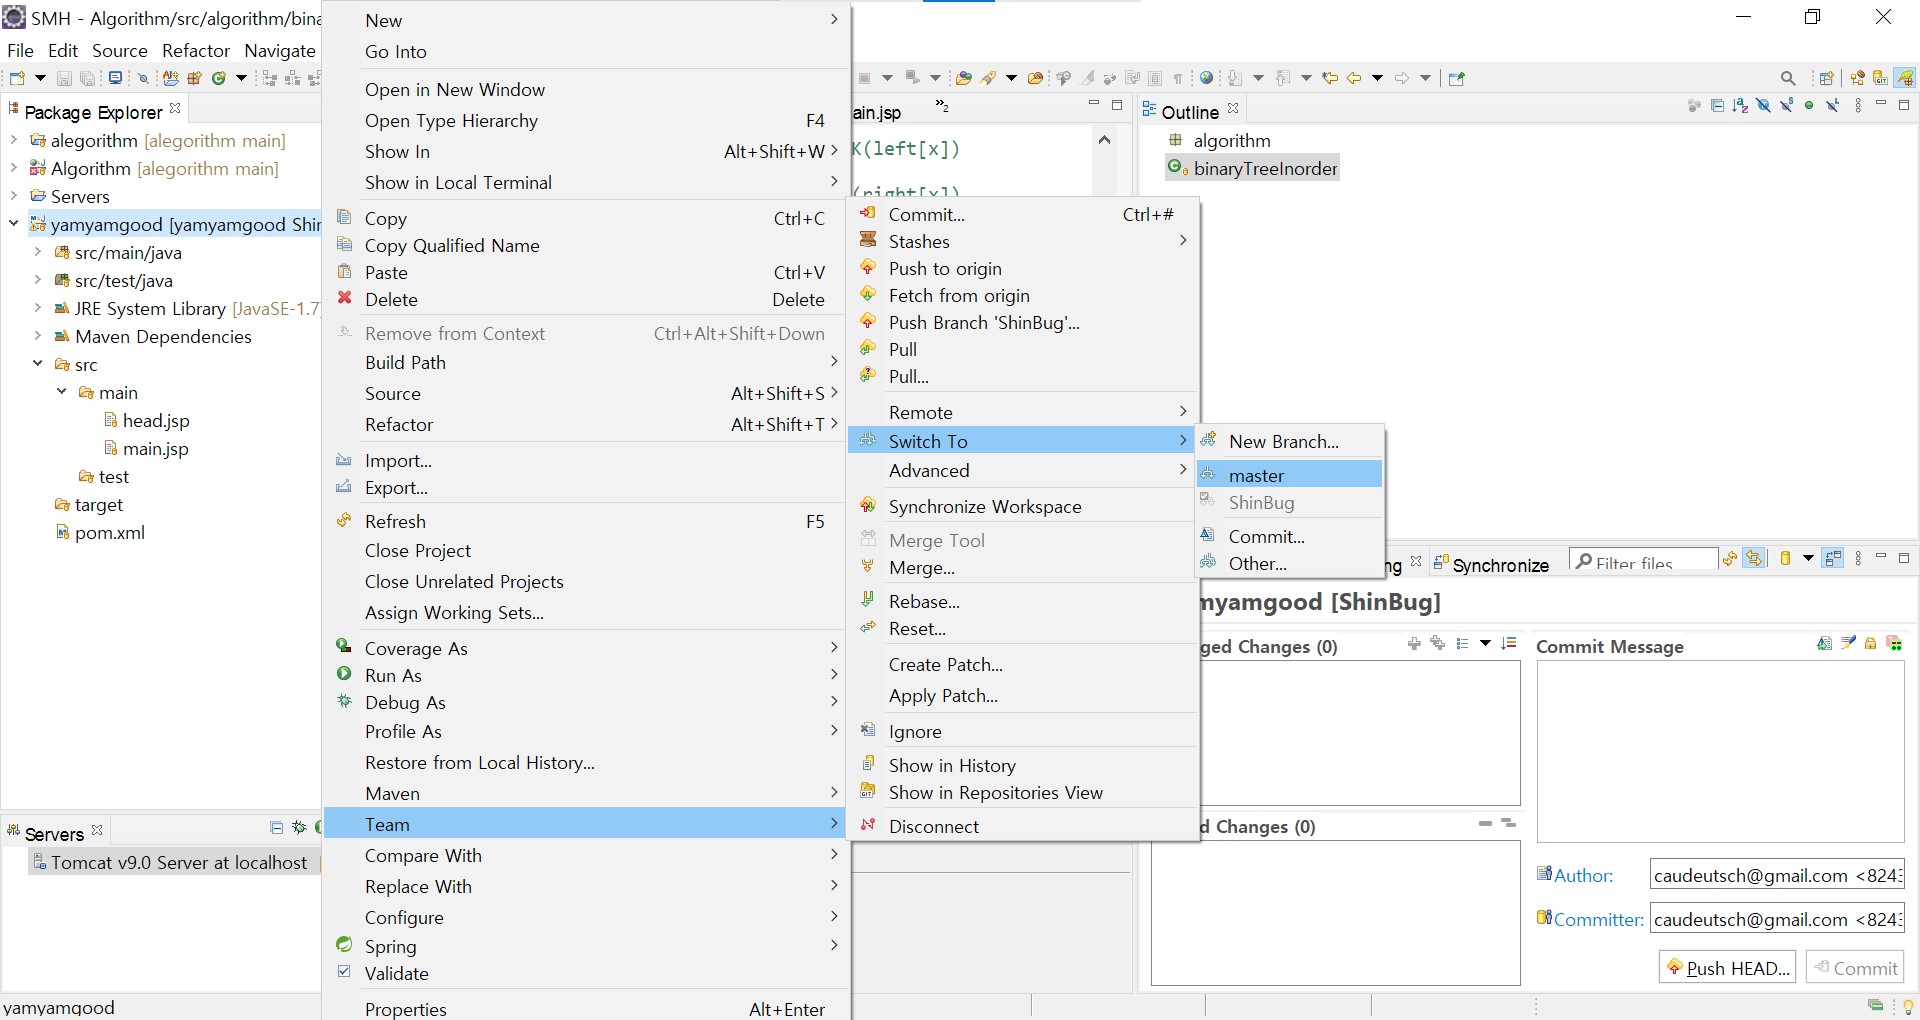 SMH - Algorithm/src/algorithm/bina
File Edit Source Refactor Navigate
Package Explorer
alegorithm [alegorithm main]
Algorithm [alegorithm main]
Servers
yamyamgood [yamyamgood Shin
src/main/java
src/test/java
JRE System Library [JavaSE-1.7]
Maven Dependencies
src
main
head.jsp
main.jsp
test
target
pom.xml
Servers
Tomcat v9.0 Server at localhost
yamyamgood
New
Go Into
Open in New Window
Open Type Hierarchy F4
Show In Alt+Shift+W
Show in Local Terminal
Copy Ctrl+C
Copy Qualified Name
Paste Ctrl+V
Delete Delete
Remove from Context Ctrl+Alt+Shift+Down
Build Path
Source Alt+Shift+S
Refactor Alt+Shift+T
Import...
Export...
Refresh F5
Close Project
Close Unrelated Projects
Assign Working Sets...
Coverage As
Run As
Debug As
Profile As
Restore from Local History...
Maven
Team
Compare With
Replace With
Configure
Spring
Validate
Properties Alt+Enter
ain.jsp
»2
K(left[x])
(right[x])
Commit... Ctrl+#
Stashes
Push to origin
Fetch from origin
Push Branch 'ShinBug'...
Pull
Pull...
Remote
Switch To
Advanced
Synchronize Workspace
Merge Tool
Merge...
Rebase...
Reset...
Create Patch...
Apply Patch...
Ignore
Show in History
Show in Repositories View
Disconnect
New Branch...
master
ShinBug
Commit...
Other...
Outline
algorithm
binaryTreeInorder
ng
Synchronize
Filter files
myamgood [ShinBug]
ged Changes (0)
d Changes (0)
Commit Message
Author: caudeutsch@gmail.com <8243
Committer: caudeutsch@gmail.com <8243
Push HEAD...
Commit